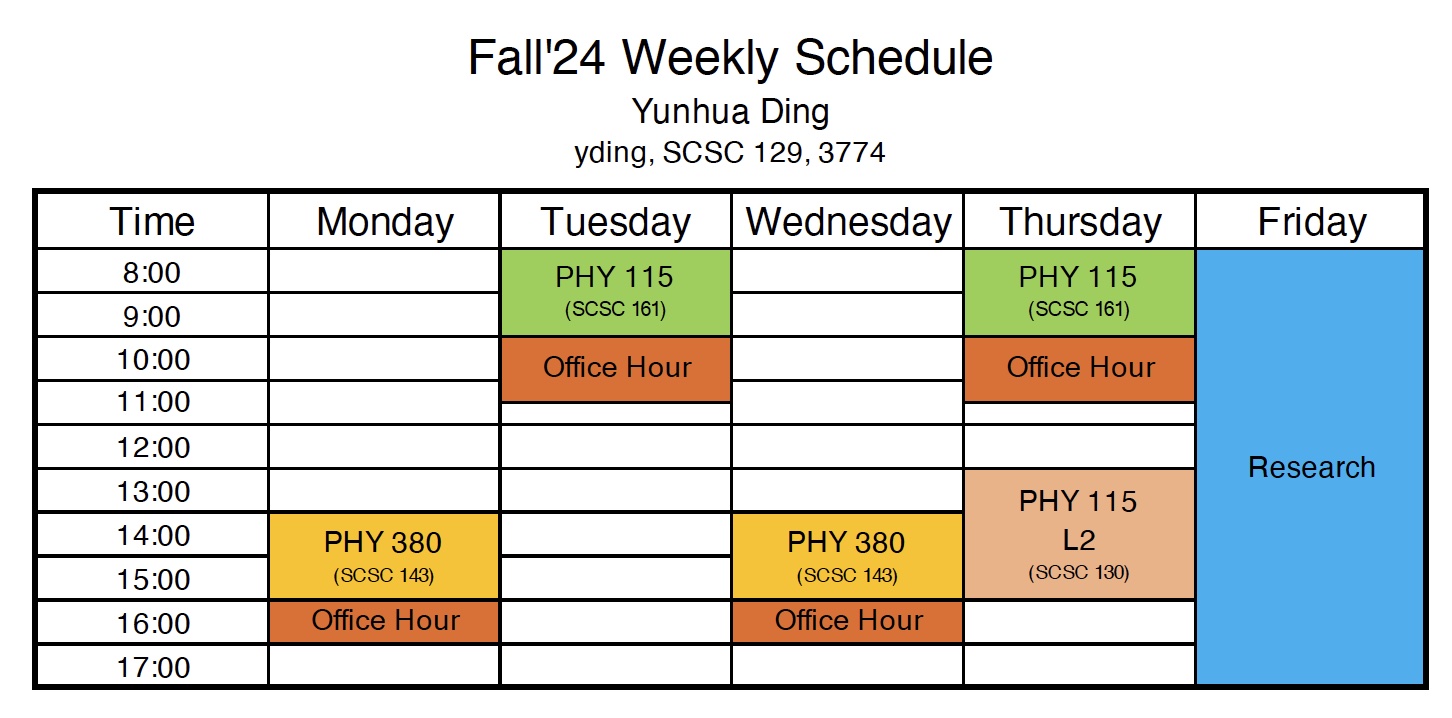 Fall'24 Weekly Schedule
Yunhua Ding
yding, SCSC 129, 3774
Time Monday Tuesday Wednesday Thursday Friday
8:00 PHY 115 PHY 115
(SCSC 161) (SCSC 161)
9:00
10:00 Office Hour Office Hour
11:00
12:00
Research
13:00 PHY 115
14:00 PHY 380 PHY 380 L2
15:00 (SCSC 143) (SCSC 143) (SCSC 130)
16:00 Office Hour Office Hour
17:00